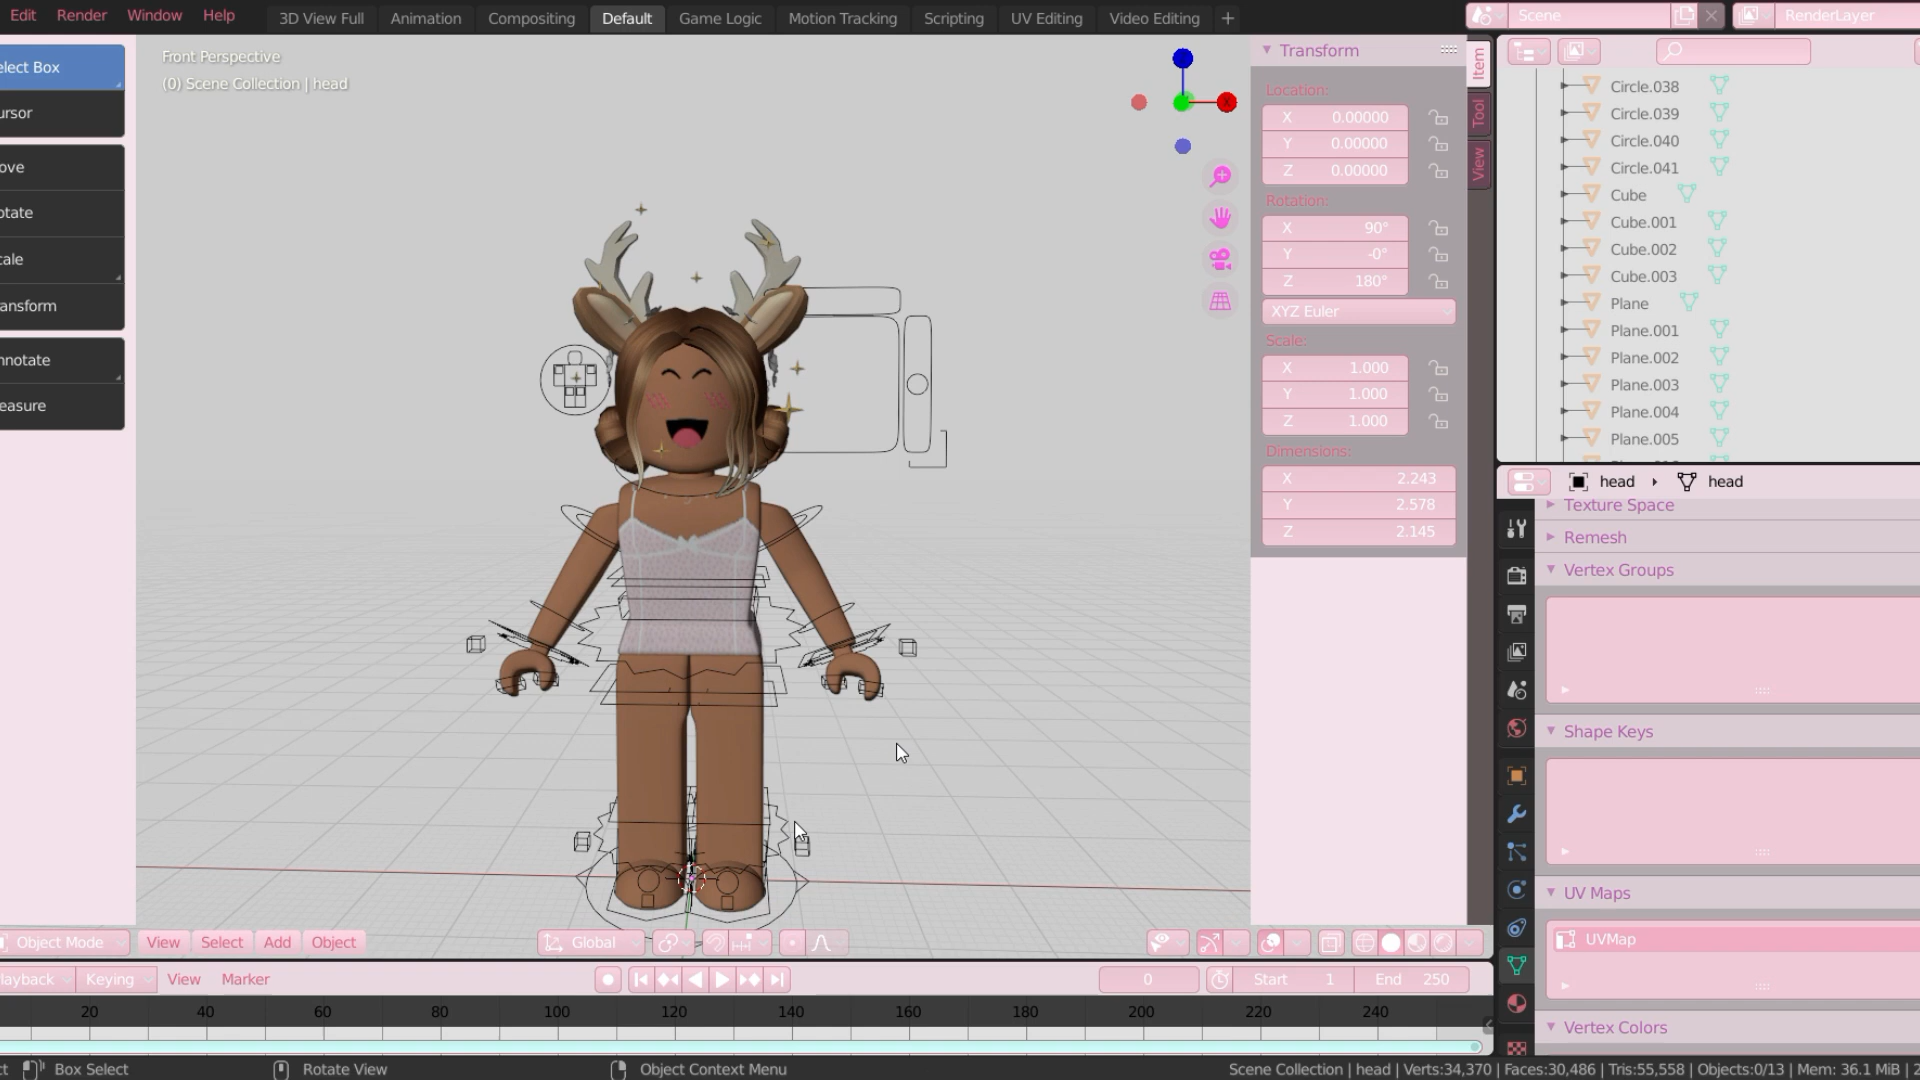 Edit Render Window Help
3D View Full Animation Compositing Default Game Logic Motion Tracking Scripting UV Editing Video Editing +
Scene
RenderLayer
elect Box
ursor
ove
otate
cale
ansform
nnotate
easure
Front Perspective
(0) Scene Collection | head
X
Transform
Location:
X 0.00000
Y 0.00000
Z 0.00000
Rotation:
X 90°
Y -0°
Z 180°
XYZ Euler
Scale:
X 1.000
Y 1.000
Z 1.000
Dimensions:
X 2.243
Y 2.578
Z 2.145
Item
Tool
View
Circle.038
Circle.039
Circle.040
Circle.041
Cube
Cube.001
Cube.002
Cube.003
Plane
Plane.001
Plane.002
Plane.003
Plane.004
Plane.005
head head
Texture Space
Remesh
Vertex Groups
Shape Keys
UV Maps
UVMap
Vertex Colors
Object Mode View Select Add Object
Global
layback Keying View Marker
0 Start 1 End 250
20 40 60 80 100 120 140 160 180 200 220 240
ct Box Select Rotate View Object Context Menu
Scene Collection | head | Verts:34,370 | Faces:30,486 | Tris:55,558 | Objects:0/13 | Mem: 36.1 MiB | 2